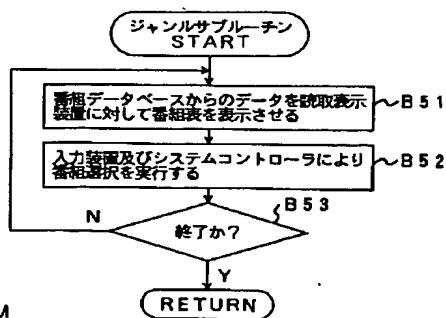 ジャンルサブルーチン
START
番組データベースからのデータを読取表示
装置に対して番組表を表示させる
B51
入力装置及びシステムコントローラにより
番組選択を実行する
B52
B53
N
終了か?
Y
RETURN